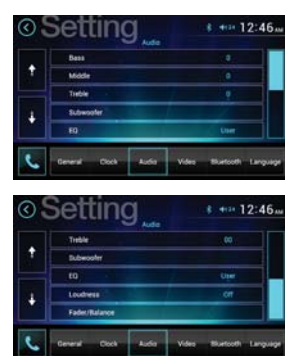 Setting
Audio
12:46 AM
Bass 0
Middle 0
Treble 0
Subwoofer
EQ User
General Clock Audio Video Bluetooth Language
Setting
Audio
12:46 AM
Treble 00
Subwoofer
EQ User
Loudness Off
Fader/Balance
General Clock Audio Video Bluetooth Language